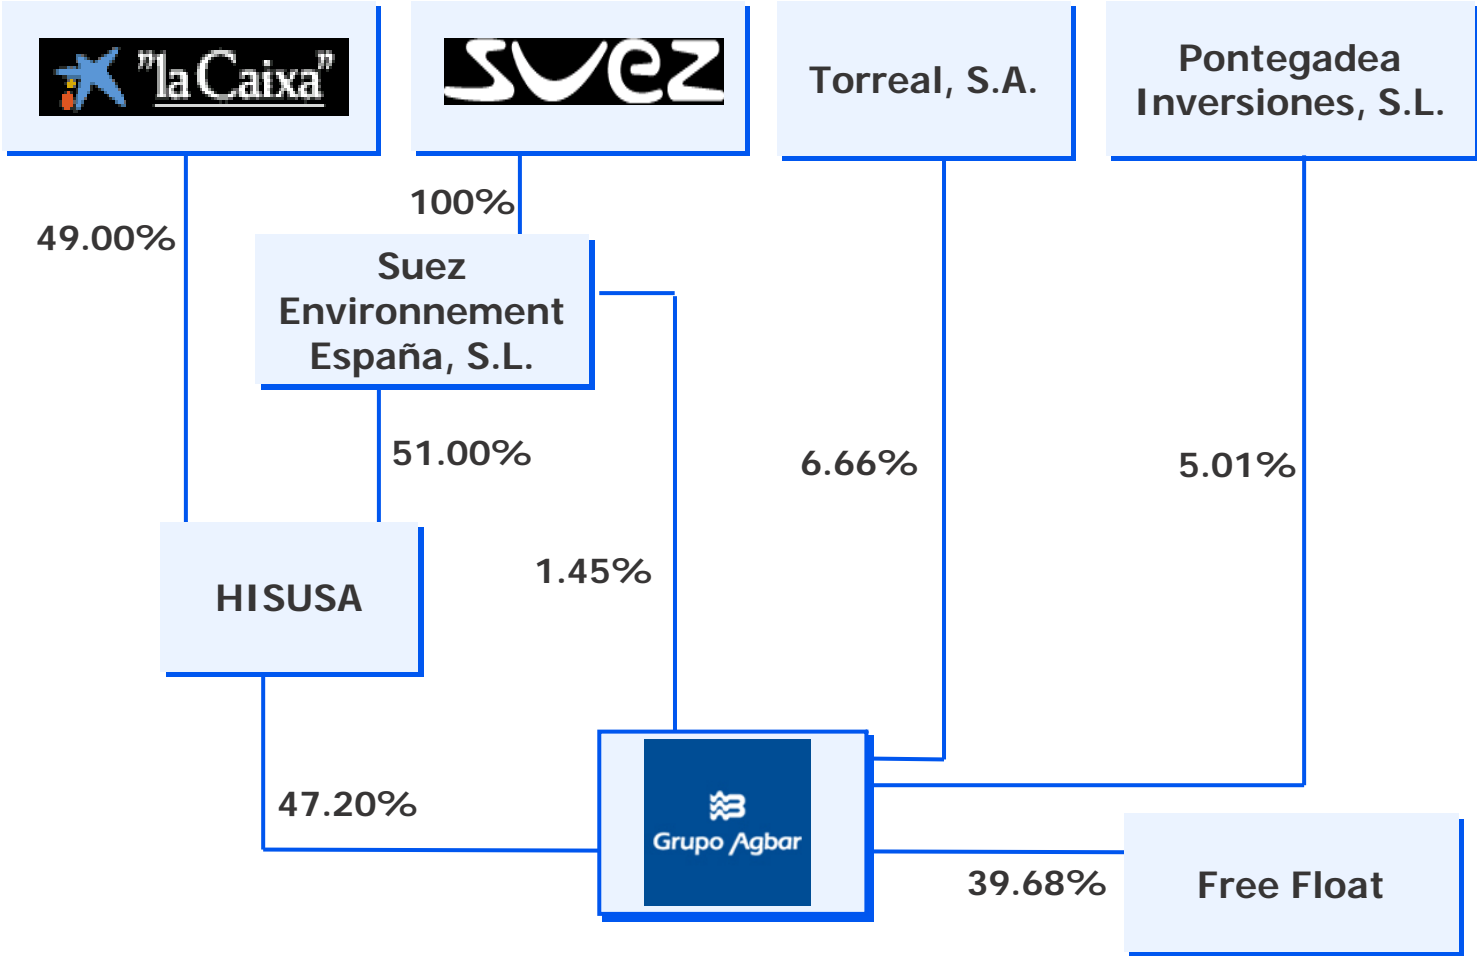 "la Caixa"
suez
Torreal, S.A.
Pontegadea
Inversiones, S.L.
100%
49.00%
Suez
Environnement
España, S.L.
51.00%
6.66%
5.01%
1.45%
HISUSA
47.20%
Grupo Agbar
39.68%
Free Float